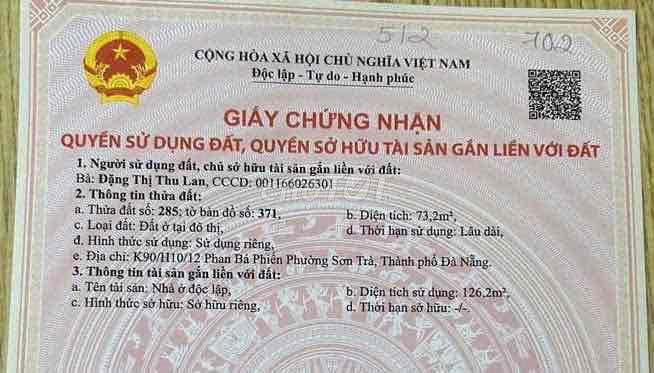 512 702
CỘNG HÒA XÃ HỘI CHỦ NGHĨA VIỆT NAM
Độc lập - Tự do - Hạnh phúc
GIẤY CHỨNG NHẬN
QUYỀN SỬ DỤNG ĐẤT, QUYỀN SỞ HỮU TÀI SẢN GẮN LIỀN VỚI ĐẤT
1. Người sử dụng đất, chủ sở hữu tài sản gắn liền với đất:
Bà: Đặng Thị Thu Lan, CCCD: 001166026301
2. Thông tin thửa đất:
a. Thửa đất số: 285; tờ bản đồ số: 371, b. Diện tích: 73,2m²,
c. Loại đất: Đất ở tại đô thị, d. Thời hạn sử dụng: Lâu dài,
đ. Hình thức sử dụng: Sử dụng riêng,
e. Địa chỉ: K90/H10/12 Phan Bá Phiến Phường Sơn Trà, Thành phố Đà Nẵng.
3. Thông tin tài sản gắn liền với đất:
a. Tên tài sản: Nhà ở độc lập, b. Diện tích sử dụng: 126,2m²,
c. Hình thức sở hữu: Sở hữu riêng, d. Thời hạn sở hữu: -/-.